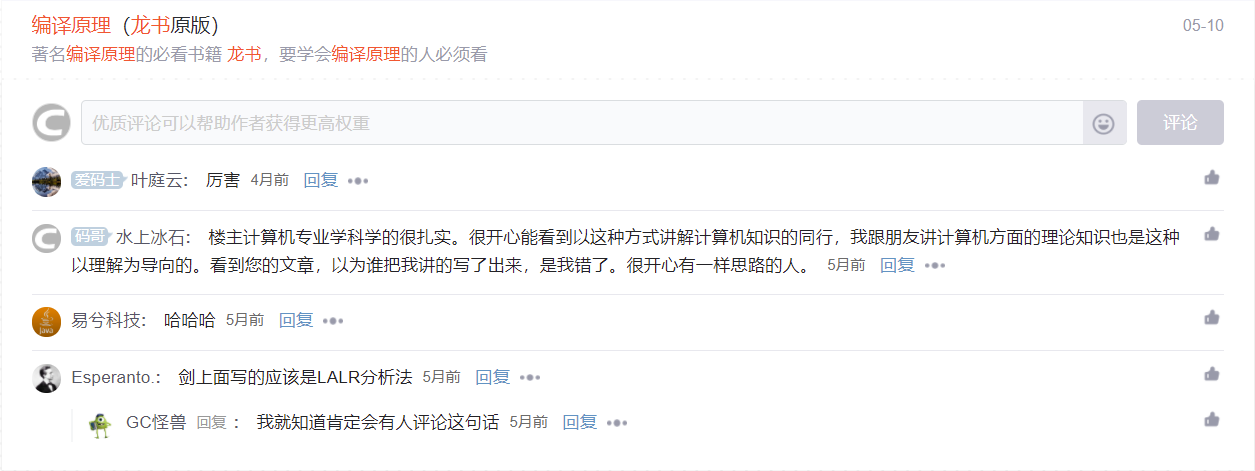 编译原理（龙书原版） 05-10
著名编译原理的必看书籍 龙书，要学会编译原理的人必须看
优质评论可以帮助作者获得更高权重 评论
爱码士 叶庭云： 厉害 4月前 回复
码哥 水上冰石： 楼主计算机专业学科学的很扎实。很开心能看到以这种方式讲解计算机知识的同行，我跟朋友讲计算机方面的理论知识也是这种
以理解为导向的。看到您的文章，以为谁把我讲的写了出来，是我错了。很开心有一样思路的人。 5月前 回复
易兮科技： 哈哈哈 5月前 回复
Esperanto.： 剑上面写的应该是LALR分析法 5月前 回复
GC怪兽 回复： 我就知道肯定会有人评论这句话 5月前 回复